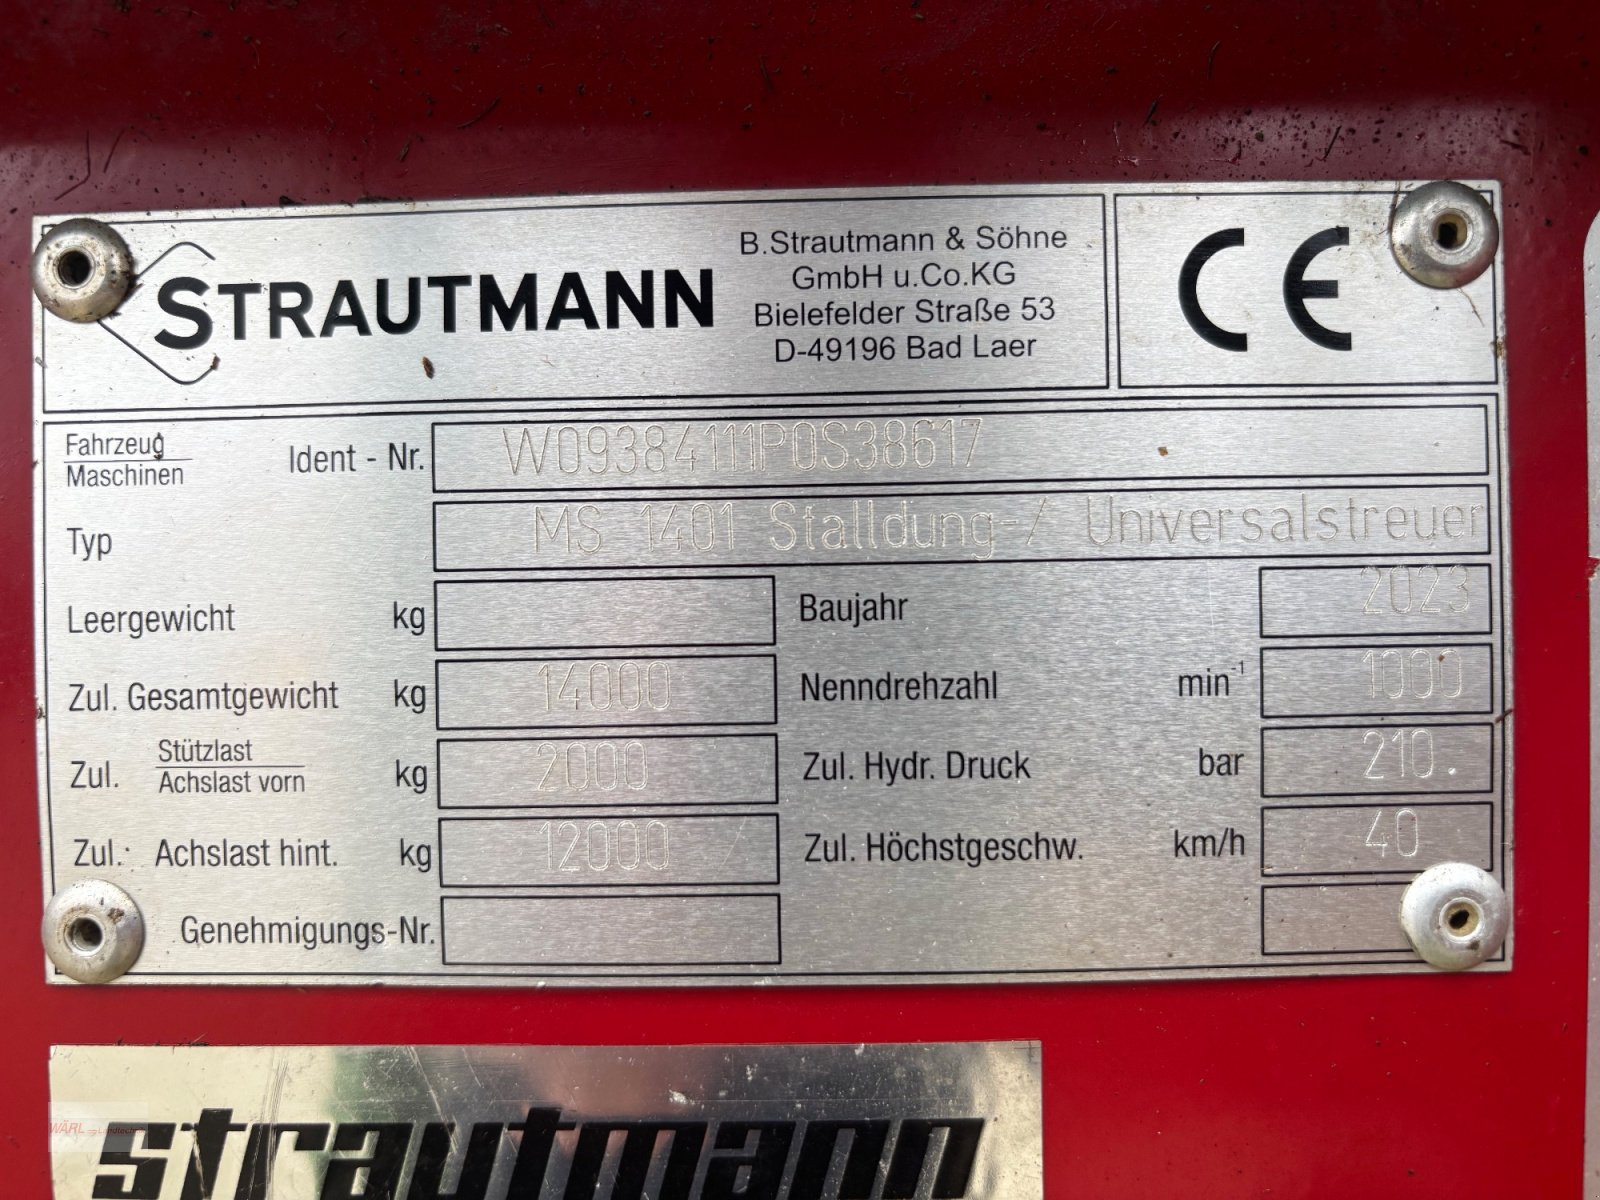 STRAUTMANN
B.Strautmann & Söhne
GmbH u.Co.KG
Bielefelder Straße 53
D-49196 Bad Laer
CE
Fahrzeug
Maschinen
Ident - Nr. W09384111P0S38617
Typ MS 1401 Stalldung-/ Universalstreuer
Leergewicht kg
Baujahr 2023
Zul. Gesamtgewicht kg 14000
Nenndrehzahl min⁻¹ 1000
Zul. Stützlast
Achslast vorn kg 2000
Zul. Hydr. Druck bar 210.
Zul. Achslast hint. kg 12000 /
Zul. Höchstgeschw. km/h 40
Genehmigungs-Nr.
strautmann
WÄRL Landtechnik